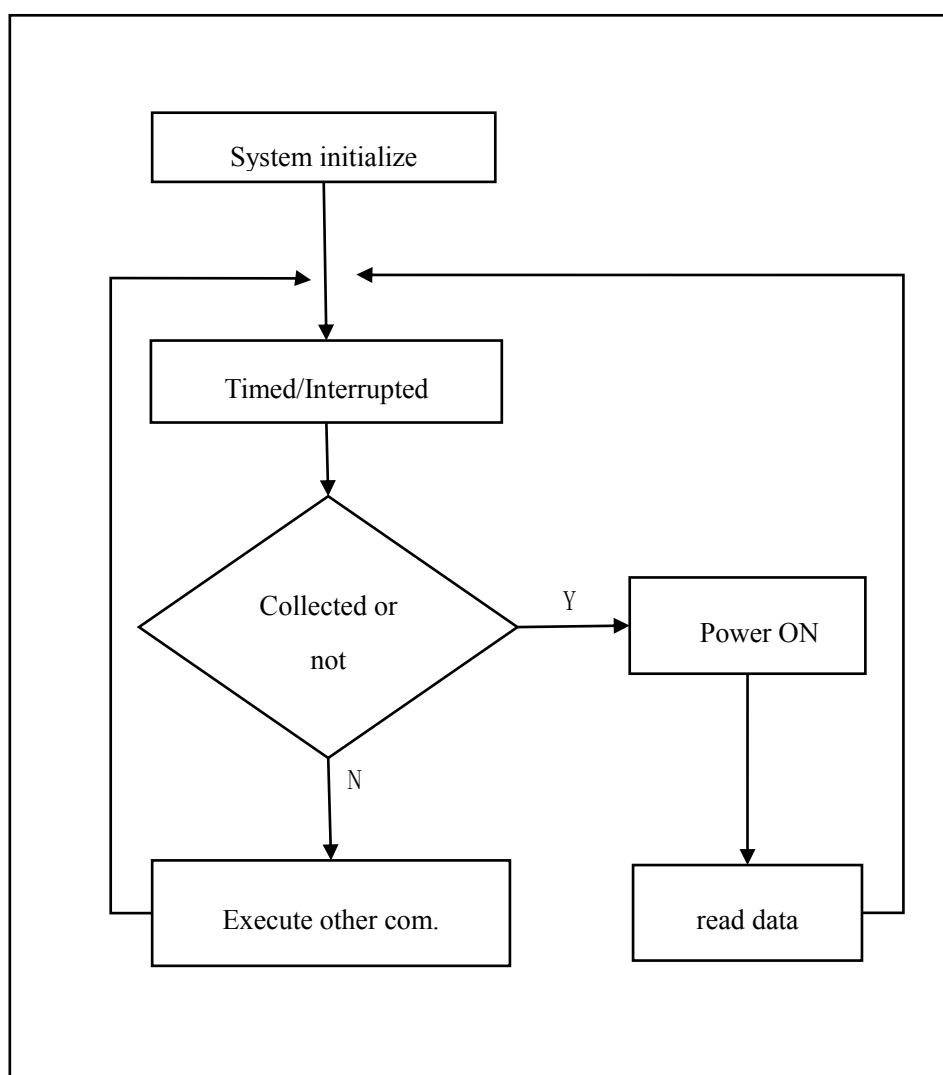 System initialize
Timed/Interrupted
Collected or
not
Y
Power ON
N
Execute other com.
read data